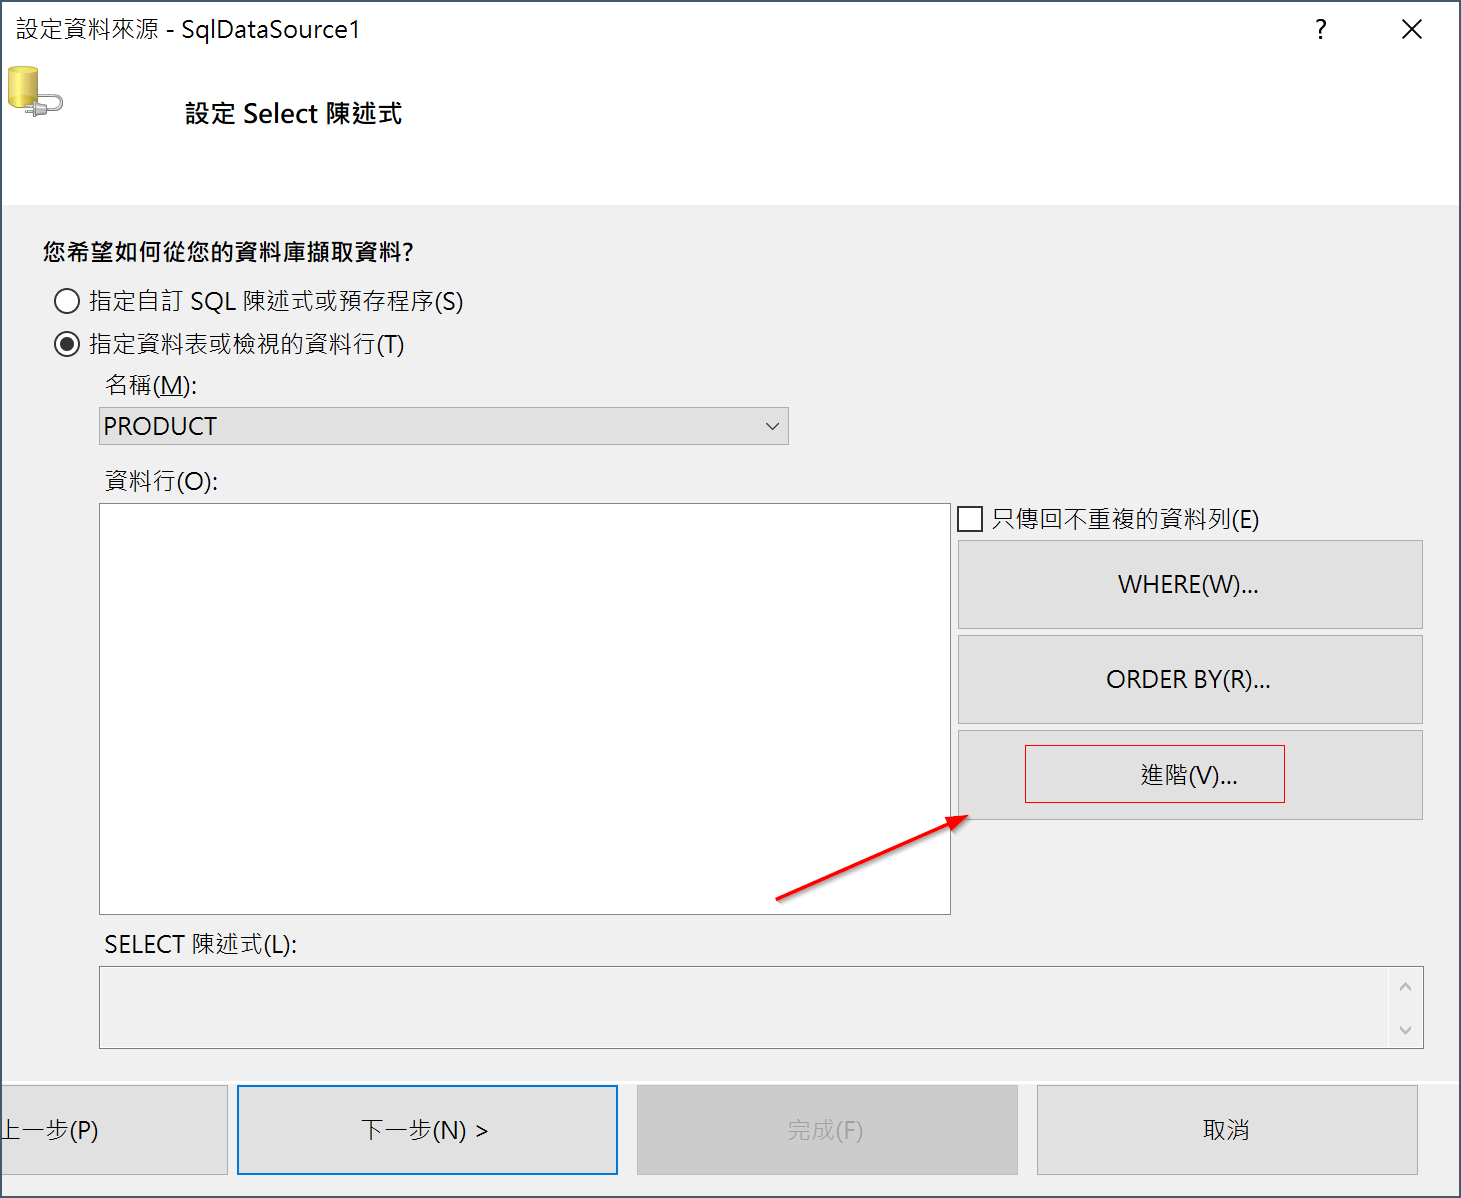 設定資料來源 - SqlDataSource1
?
設定 Select 陳述式
您希望如何從您的資料庫擷取資料?
指定自訂 SQL 陳述式或預存程序(S)
指定資料表或檢視的資料行(T)
名稱(M):
PRODUCT
資料行(O):
只傳回不重複的資料列(E)
WHERE(W)...
ORDER BY(R)...
進階(V)...
SELECT 陳述式(L):
上一步(P)
下一步(N) >
完成(F)
取消